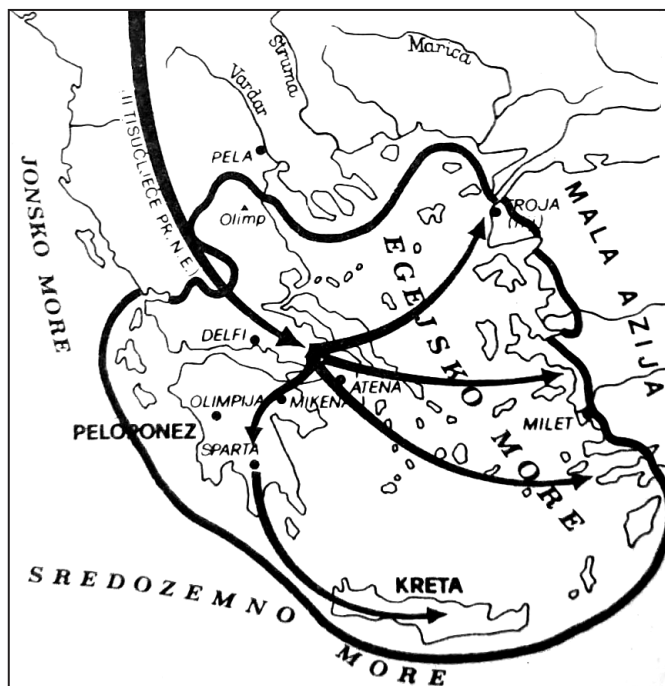 Marica
Struma
Vardar
(II TISUĆLJEĆE PR.N.E.)
PELA
Olimp
TROJA
MALA AZIJA
JONSKO MORE
EGEJSKO MORE
DELFI
ATENA
OLIMPIJA
MIKENA
PELOPONEZ
MILET
SPARTA
KRETA
SREDOZEMNO MORE